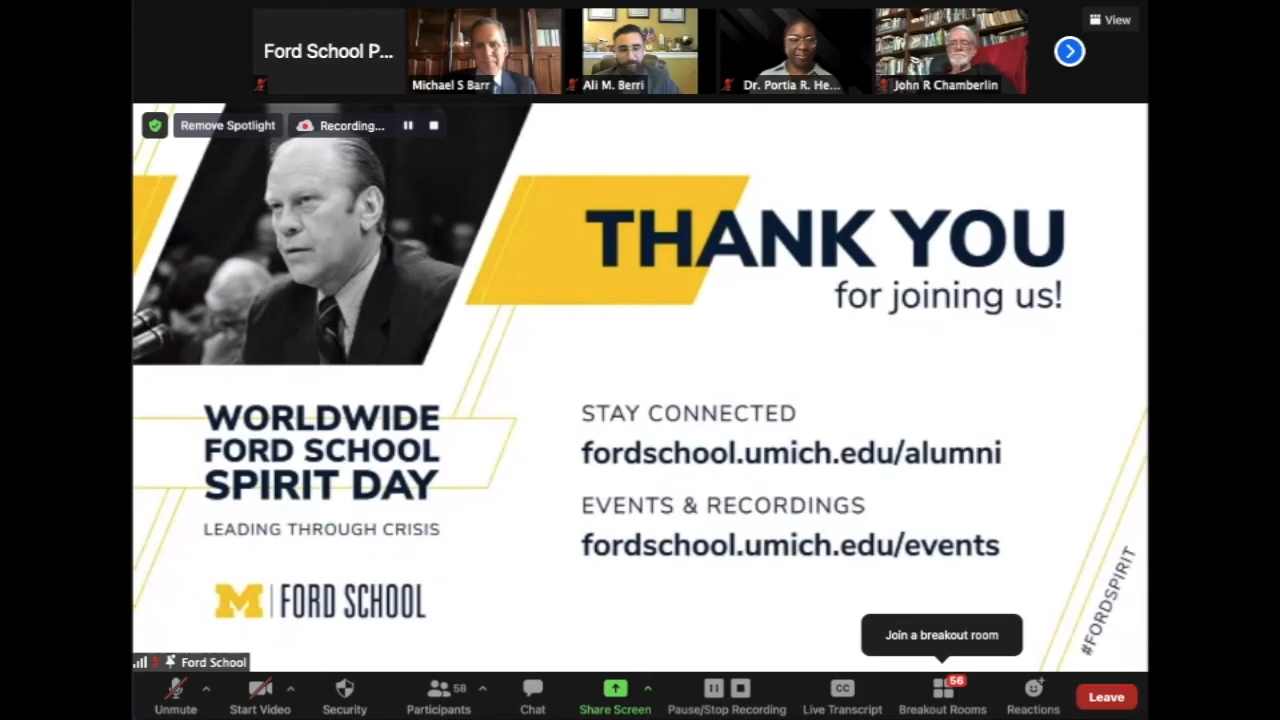 Ford School P...
Michael S Barr
Ali M. Berri
Dr. Portia R. He...
John R Chamberlin
View
Remove Spotlight
Recording...
THANK YOU
for joining us!
WORLDWIDE
FORD SCHOOL
SPIRIT DAY
LEADING THROUGH CRISIS
M FORD SCHOOL
STAY CONNECTED
fordschool.umich.edu/alumni
EVENTS & RECORDINGS
fordschool.umich.edu/events
#FORDSPIRIT
Join a breakout room
Ford School
Unmute
Start Video
Security
58
Participants
Chat
Share Screen
Pause/Stop Recording
CC
Live Transcript
56
Breakout Rooms
Reactions
Leave